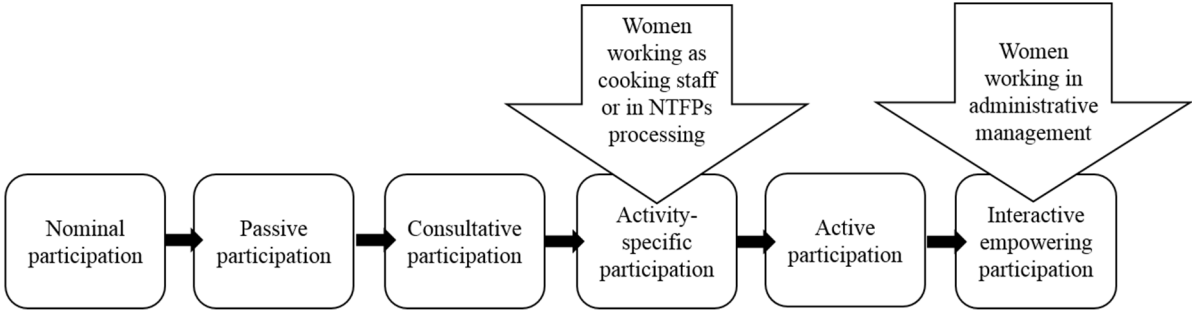 Women
working as
cooking staff
or in NTFPs
processing
Women
working in
administrative
management
Nominal
participation
Passive
participation
Consultative
participation
Activity-
specific
participation
Active
participation
Interactive
empowering
participation